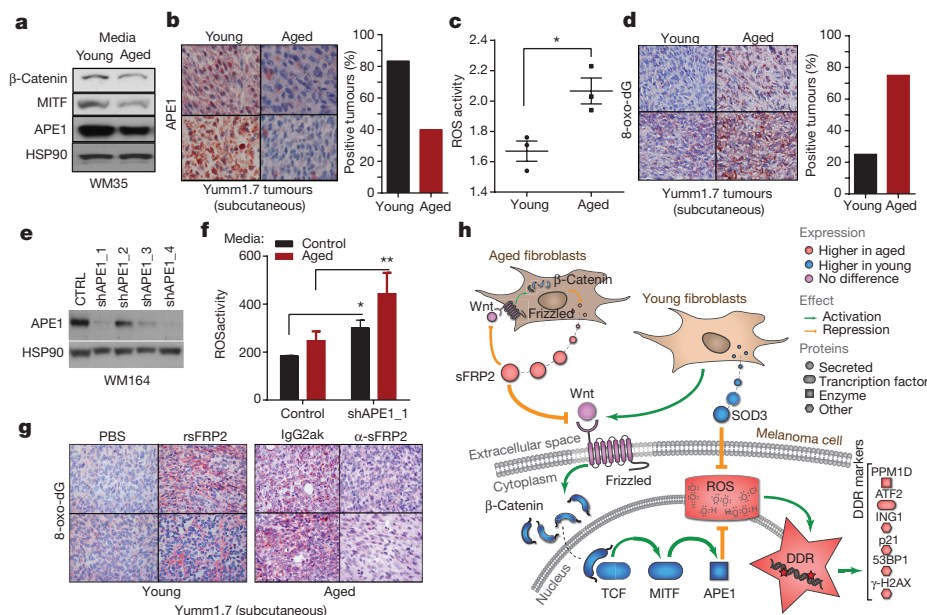 a
Media
Young Aged
β-Catenin
MITF
APE1
HSP90
WM35
b
Young Aged
APE1
Yumm1.7 tumours
(subcutaneous)
Positive tumours (%)
100
80
60
40
20
0
Young Aged
c
ROS activity
2.4
2.2
2.0
1.8
1.6
1.4
*
Young Aged
d
Young Aged
8-oxo-dG
Yumm1.7 tumours
(subcutaneous)
Positive tumours (%)
100
80
60
40
20
0
Young Aged
e
CTRL
shAPE1_1
shAPE1_2
shAPE1_3
shAPE1_4
APE1
HSP90
WM164
f
Media:
Control
Aged
ROSactivity
600
400
200
0
*
**
Control shAPE1_1
g
PBS rsFRP2 IgG2ak α-sFRP2
8-oxo-dG
Young Aged
Yumm1.7 (subcutaneous)
h
Aged fibroblasts
β-Catenin
Wnt
Frizzled
sFRP2
Young fibroblasts
Wnt
SOD3
Extracellular space
Melanoma cell
Cytoplasm
Frizzled
β-Catenin
Nucleus
TCF MITF APE1
ROS
DDR
DDR markers
PPM1D
ATF2
ING1
p21
53BP1
γ-H2AX
Expression
Higher in aged
Higher in young
No difference
Effect
Activation
Repression
Proteins
Secreted
Trancription factor
Enzyme
Other